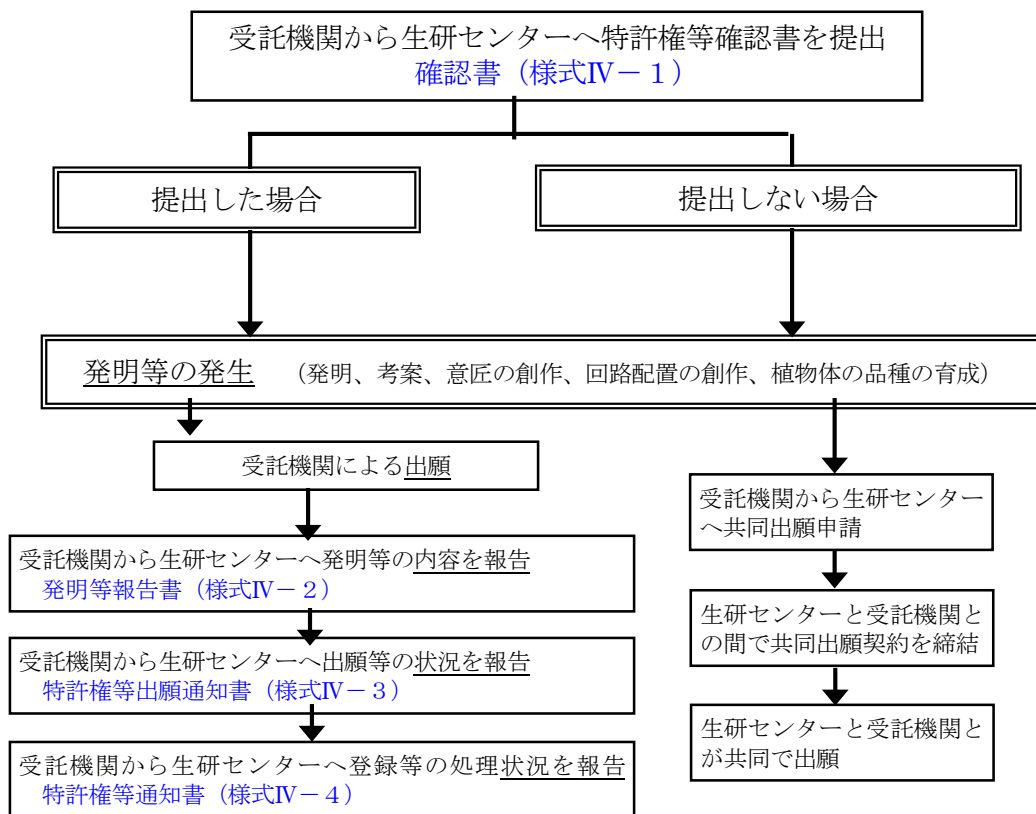 受託機関から生研センターへ特許権等確認書を提出
確認書（様式Ⅳ－１）
提出した場合
提出しない場合
発明等の発生　（発明、考案、意匠の創作、回路配置の創作、植物体の品種の育成）
受託機関による出願
受託機関から生研センターへ発明等の内容を報告
発明等報告書（様式Ⅳ－２）
受託機関から生研センターへ出願等の状況を報告
特許権等出願通知書（様式Ⅳ－３）
受託機関から生研センターへ登録等の処理状況を報告
特許権等通知書（様式Ⅳ－４）
受託機関から生研センター
へ共同出願申請
生研センターと受託機関と
の間で共同出願契約を締結
生研センターと受託機関と
が共同で出願